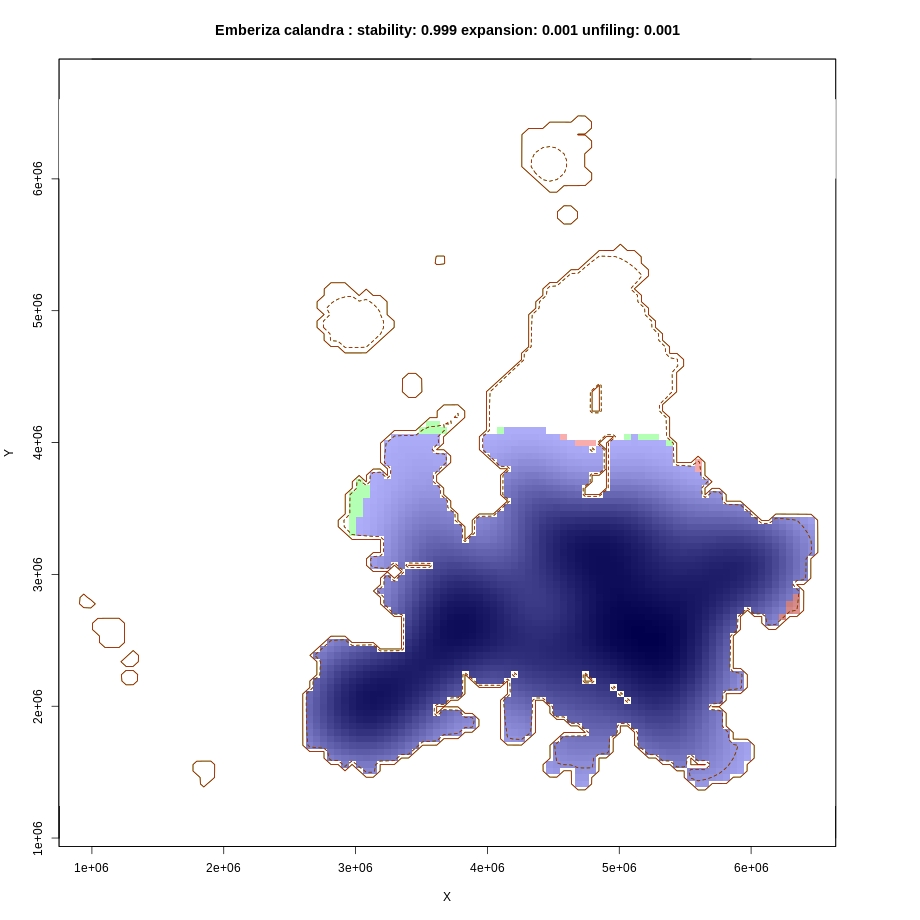 Emberiza calandra : stability: 0.999 expansion: 0.001 unfiling: 0.001
6e+06
5e+06
4e+06
3e+06
2e+06
1e+06
Y
1e+06 2e+06 3e+06 4e+06 5e+06 6e+06
X